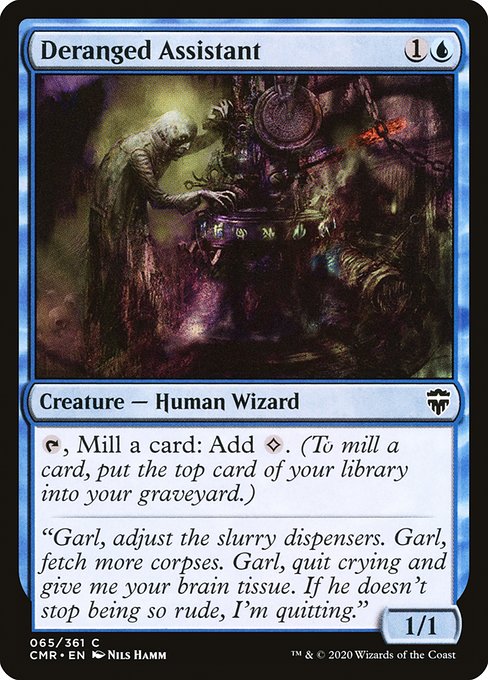 Deranged Assistant 1
Creature — Human Wizard
, Mill a card: Add . (To mill a
card, put the top card of your library
into your graveyard.)
“Garl, adjust the slurry dispensers. Garl,
fetch more corpses. Garl, quit crying and
give me your brain tissue. If he doesn’t
stop being so rude, I’m quitting.”
1/1
065/361 C
CMR • EN Nils Hamm
™ & © 2020 Wizards of the Coast